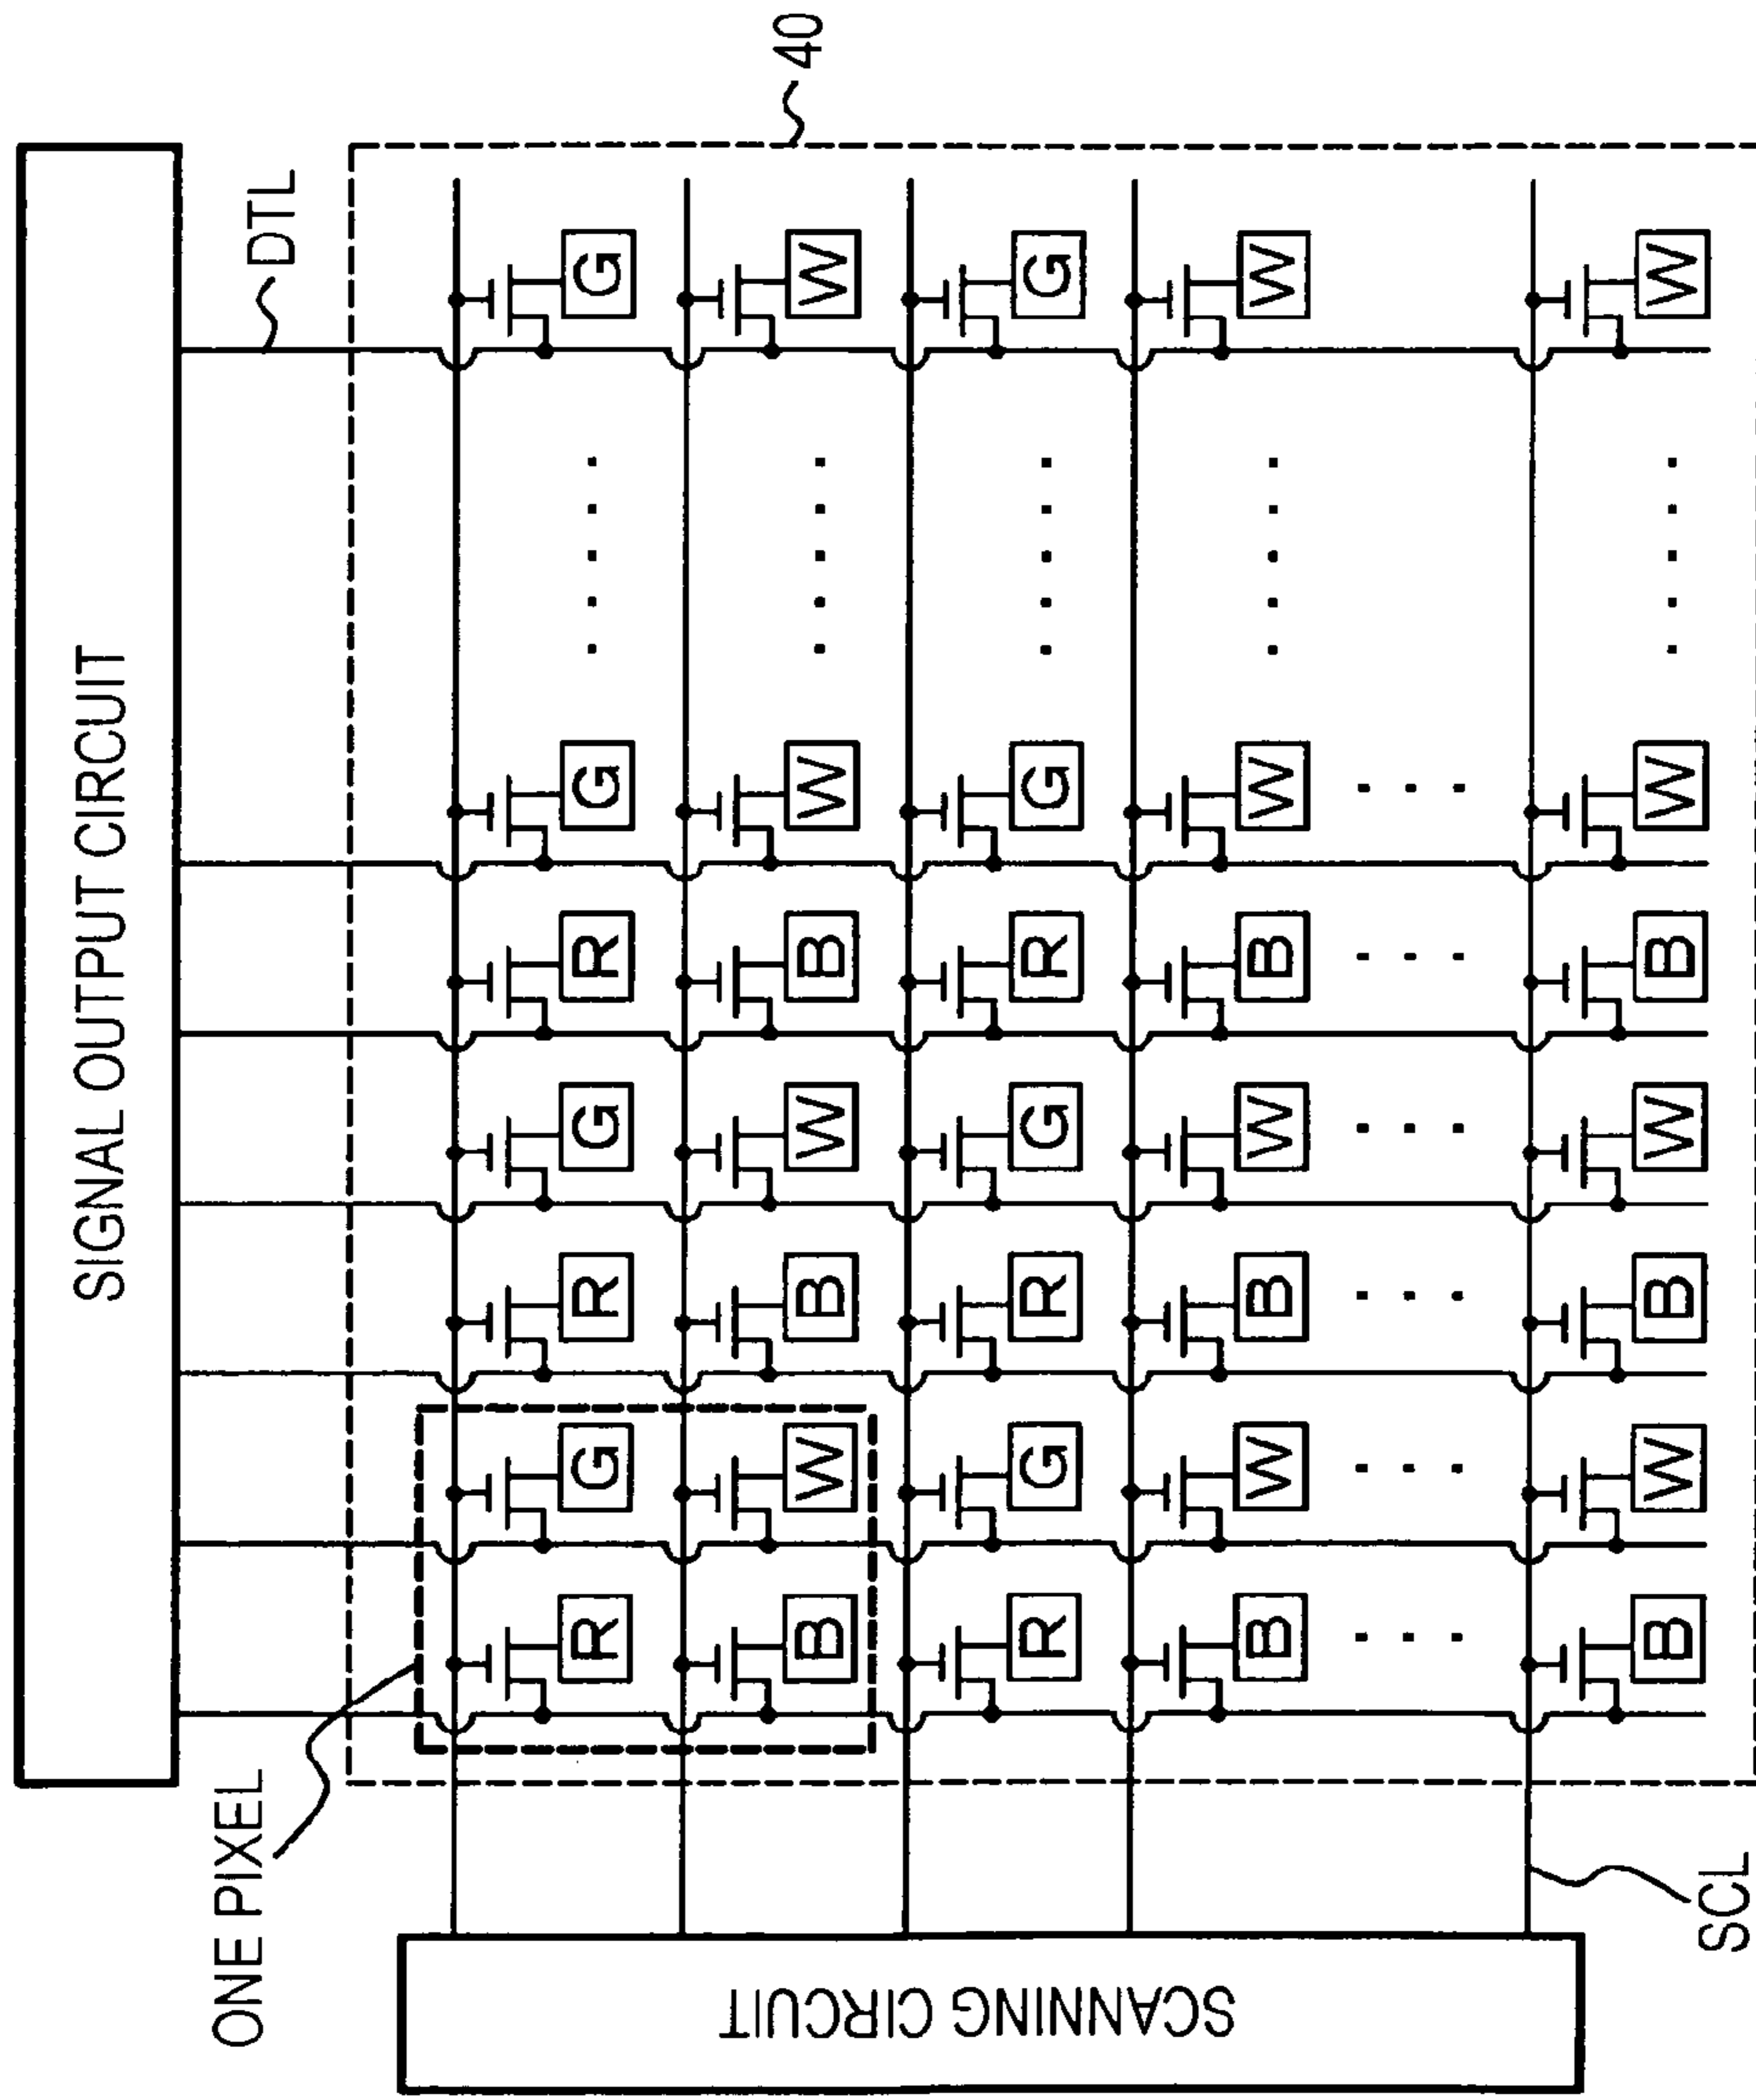 SIGNAL OUTPUT CIRCUIT
ONE PIXEL
DTL
SCANNING CIRCUIT
R G R G R G G
B W B W B W W
40
R G R G R G G
B W B W B W W
B W B W B W W
SCL